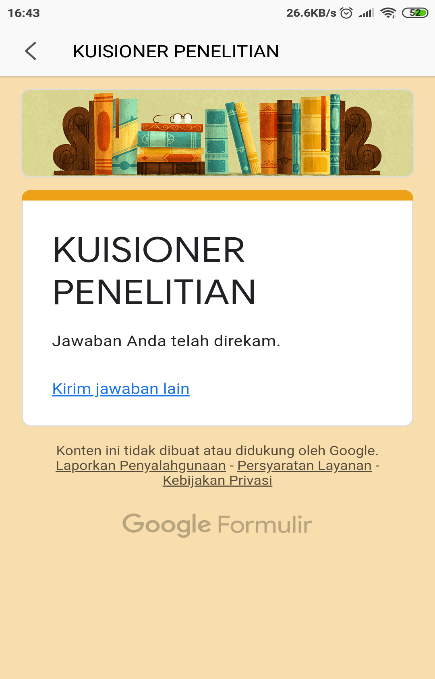 16:43 26.6KB/s 52
KUISIONER PENELITIAN
KUISIONER
PENELITIAN
Jawaban Anda telah direkam.
Kirim jawaban lain
Konten ini tidak dibuat atau didukung oleh Google.
Laporkan Penyalahgunaan - Persyaratan Layanan -
Kebijakan Privasi
Google Formulir